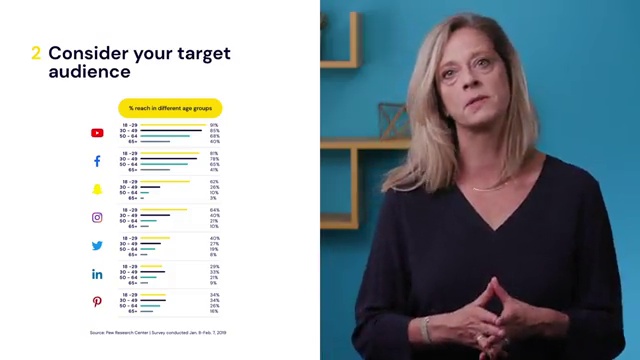 2 Consider your target
audience
% reach in different age groups
18 -29 91%
30 - 49 85%
50 - 64 68%
65+ 40%
18 -29 81%
30 - 49 78%
50 - 64 65%
65+ 41%
18 -29 62%
30 - 49 26%
50 - 64 10%
65+ 3%
18 -29 64%
30 - 49 40%
50 - 64 21%
65+ 10%
18 -29 40%
30 - 49 27%
50 - 64 19%
65+ 8%
18 -29 29%
30 - 49 33%
50 - 64 21%
65+ 9%
18 -29 34%
30 - 49 34%
50 - 64 26%
65+ 16%
Source: Pew Research Center | Survey conducted Jan. 9-Feb. 7, 2019